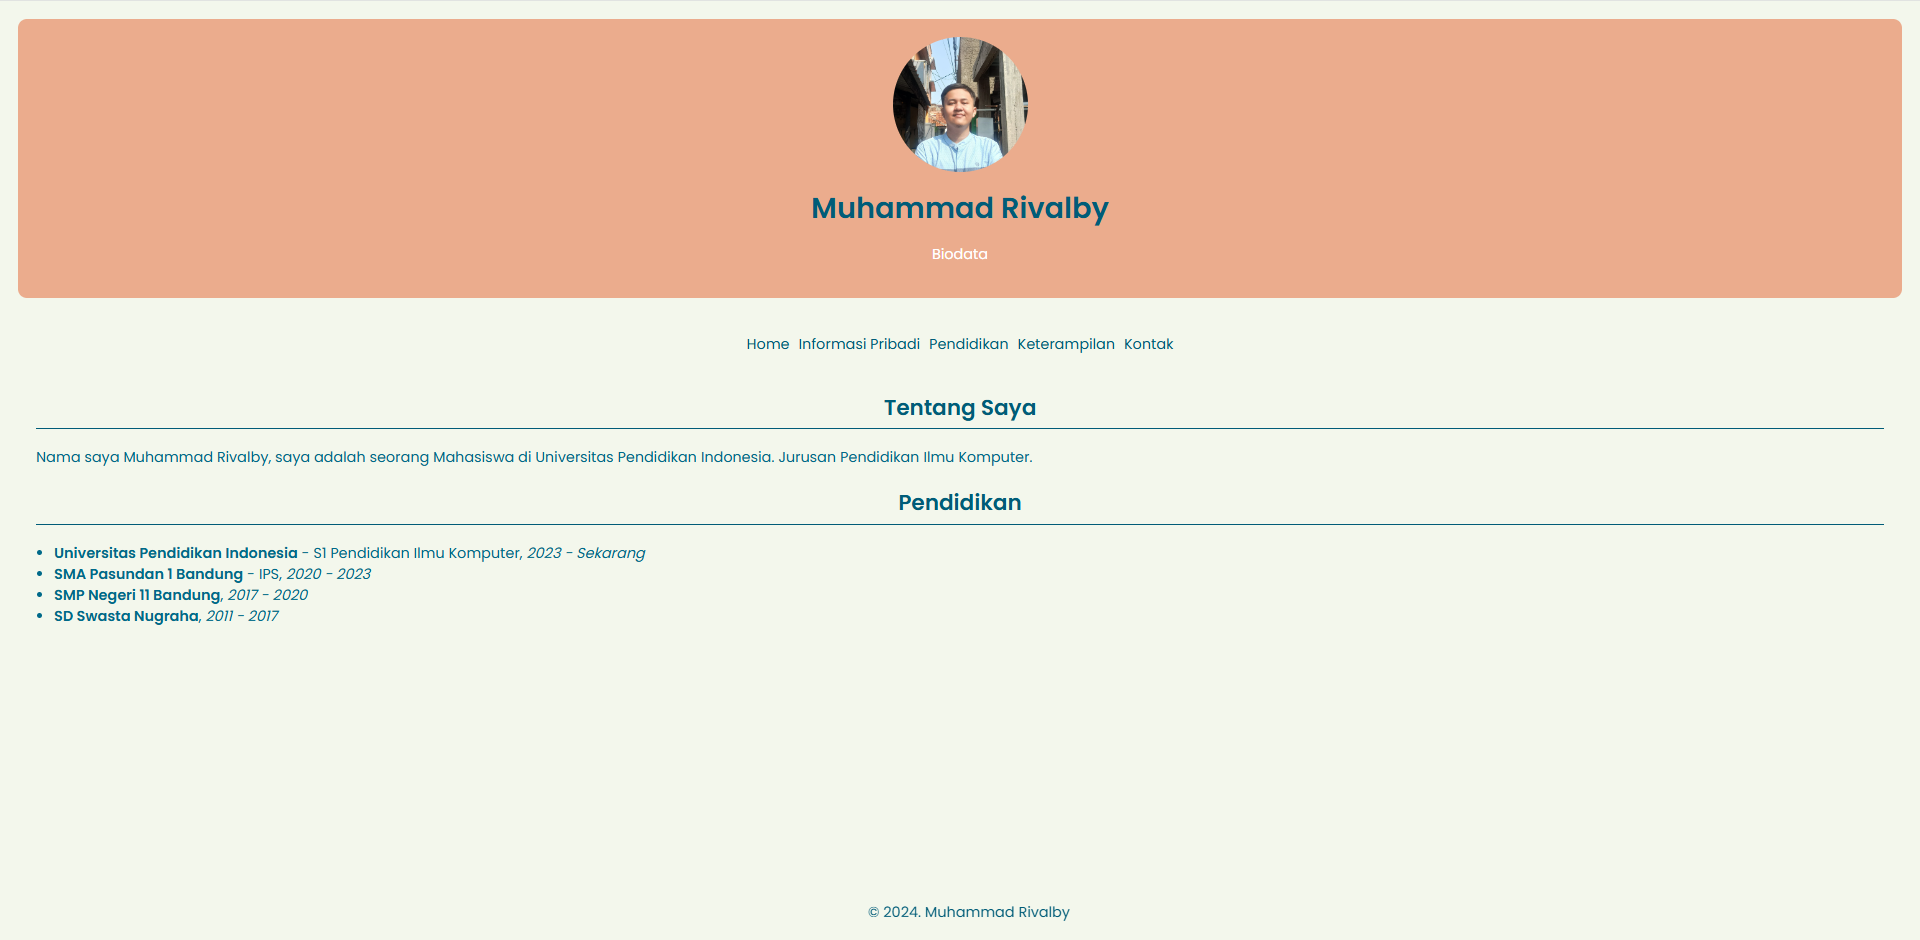 Muhammad Rivalby
Biodata
Home Informasi Pribadi Pendidikan Keterampilan Kontak
Tentang Saya
Nama saya Muhammad Rivalby, saya adalah seorang Mahasiswa di Universitas Pendidikan Indonesia. Jurusan Pendidikan Ilmu Komputer.
Pendidikan
• Universitas Pendidikan Indonesia - S1 Pendidikan Ilmu Komputer, 2023 - Sekarang
• SMA Pasundan 1 Bandung - IPS, 2020 - 2023
• SMP Negeri 11 Bandung, 2017 - 2020
• SD Swasta Nugraha, 2011 - 2017
© 2024. Muhammad Rivalby